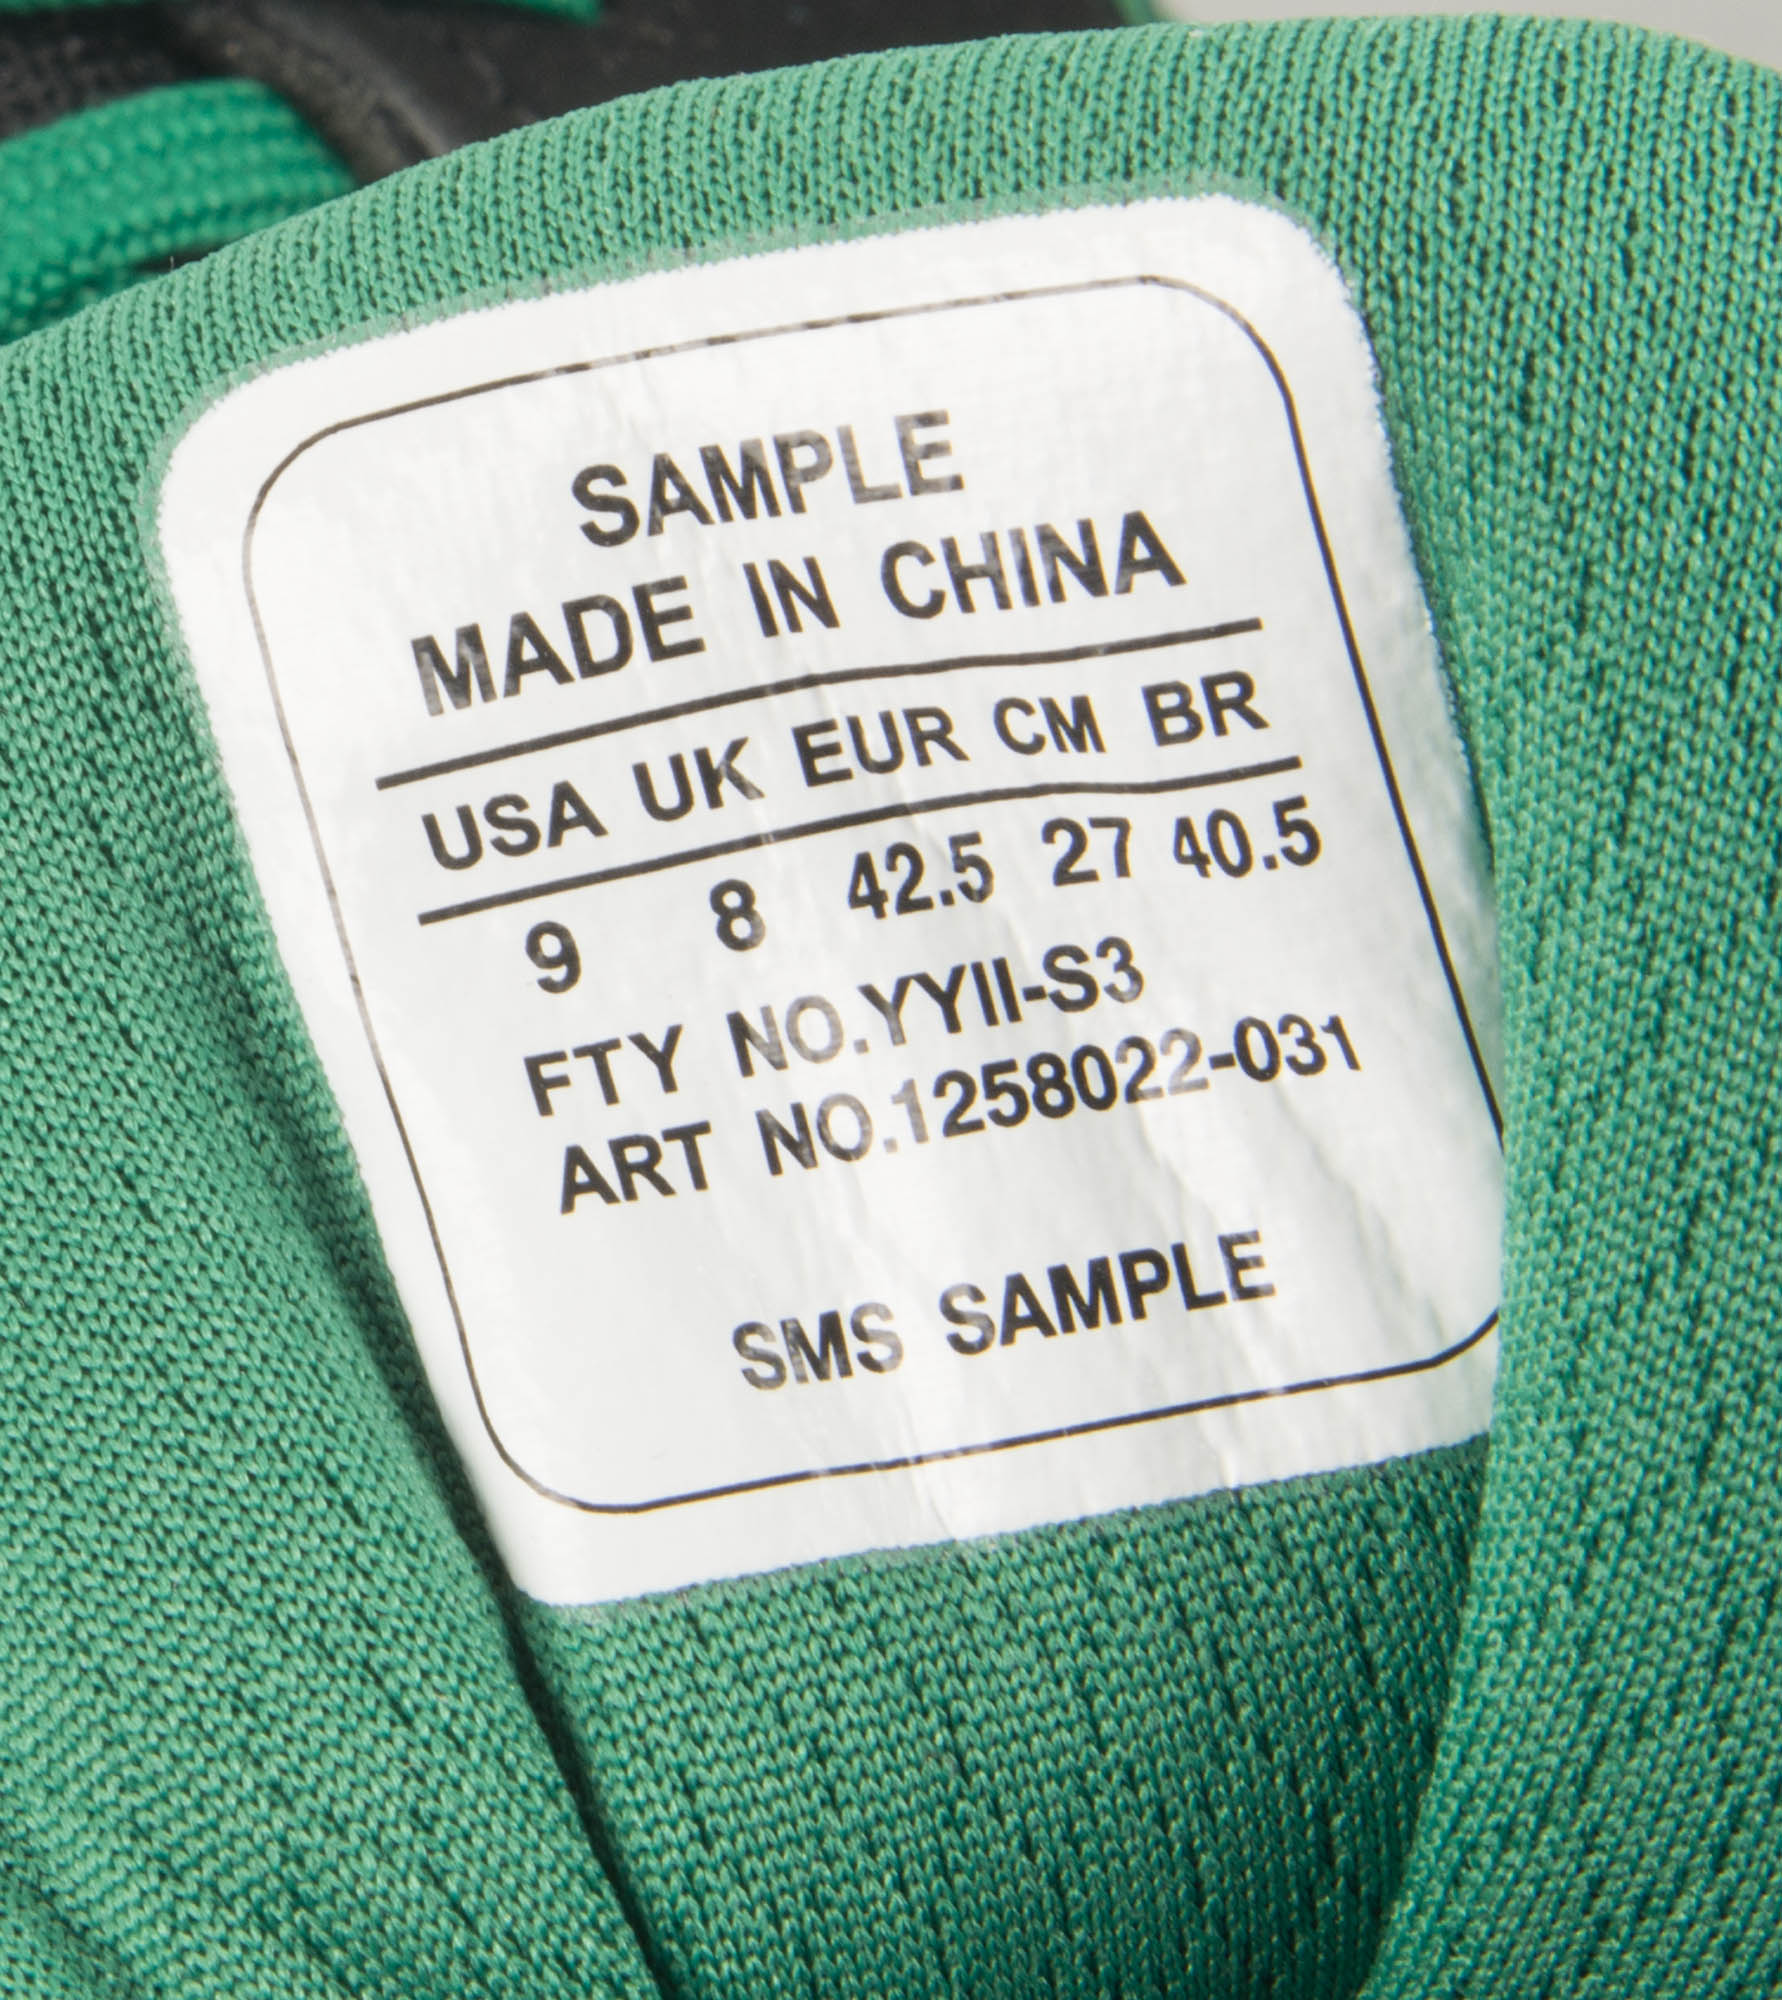 SAMPLE
MADE IN CHINA
USA UK EUR CM BR
9 8 42.5 27 40.5
FTY NO.YYII-S3
ART NO.1258022-031
SMS SAMPLE